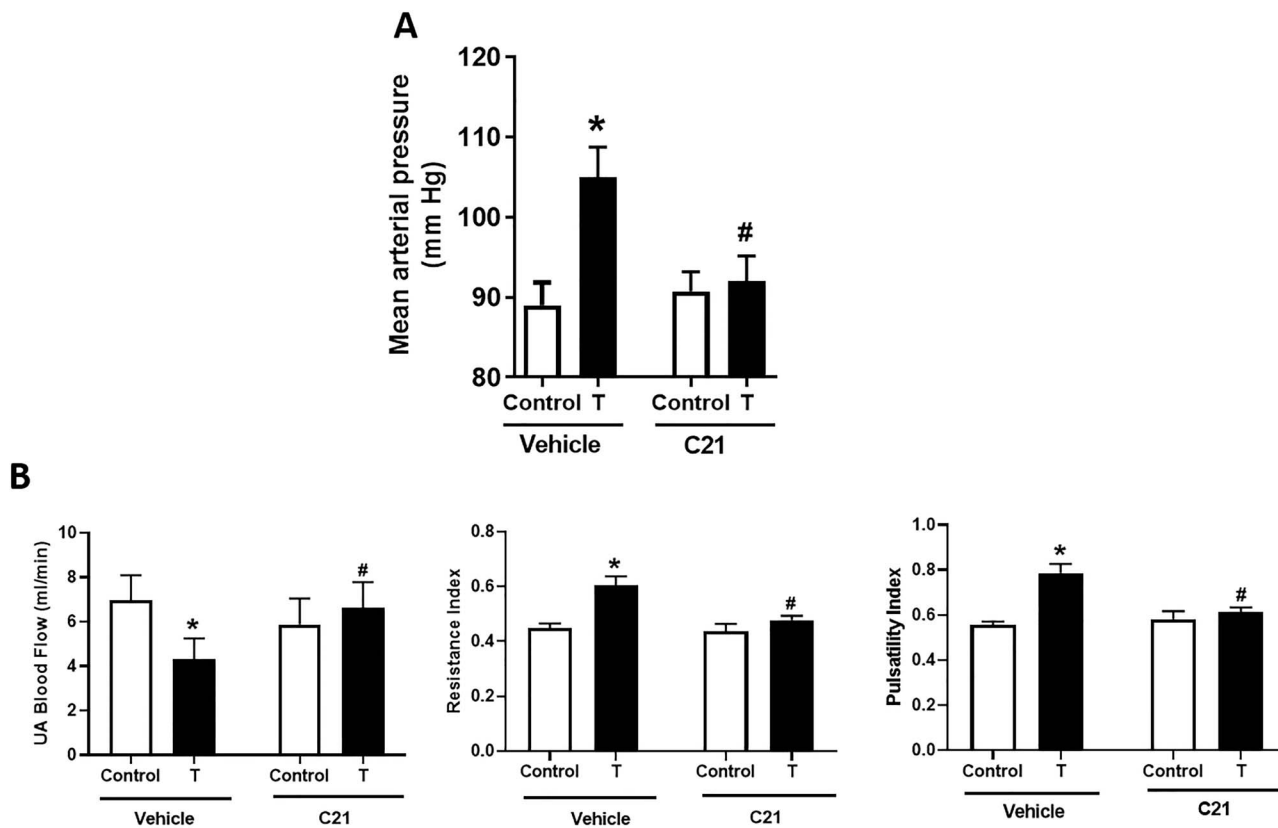 A
Mean arterial pressure
(mm Hg)
120
110
100
90
80
*
#
Control T Control T
Vehicle C21
B
UA Blood Flow (ml/min)
10
8
6
4
2
0
*
#
Control T Control T
Vehicle C21
Resistance Index
0.8
0.6
0.4
0.2
0.0
*
#
Control T Control T
Vehicle C21
Pulsatility Index
1.0
0.8
0.6
0.4
0.2
0.0
*
#
Control T Control T
Vehicle C21